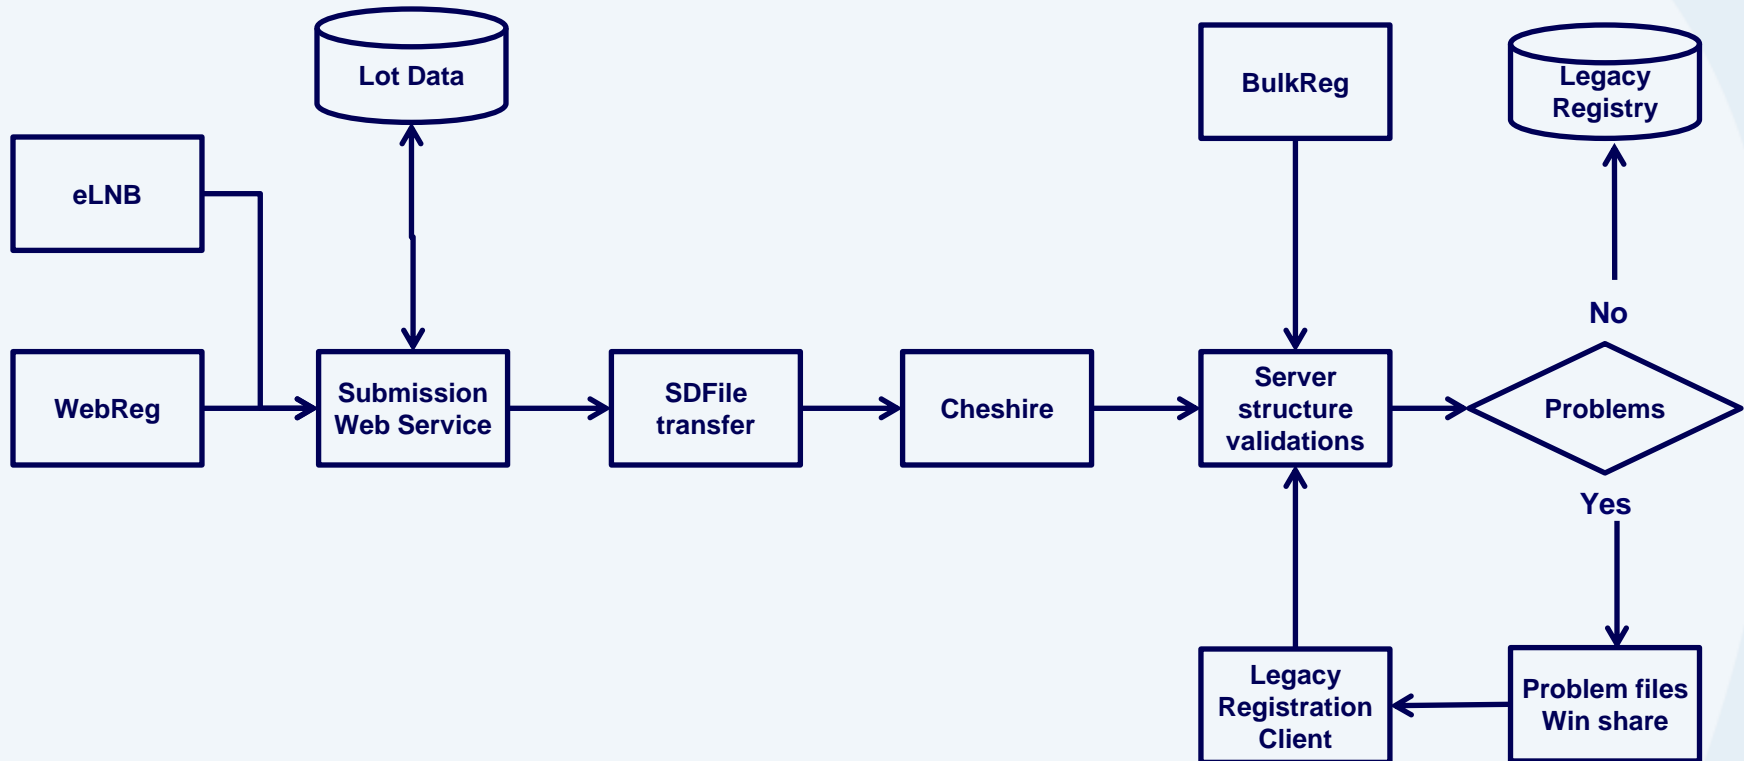 Lot Data
BulkReg
Legacy
Registry
eLNB
No
WebReg
Submission
Web Service
SDFile
transfer
Cheshire
Server
structure
validations
Problems
Yes
Legacy
Registration
Client
Problem files
Win share